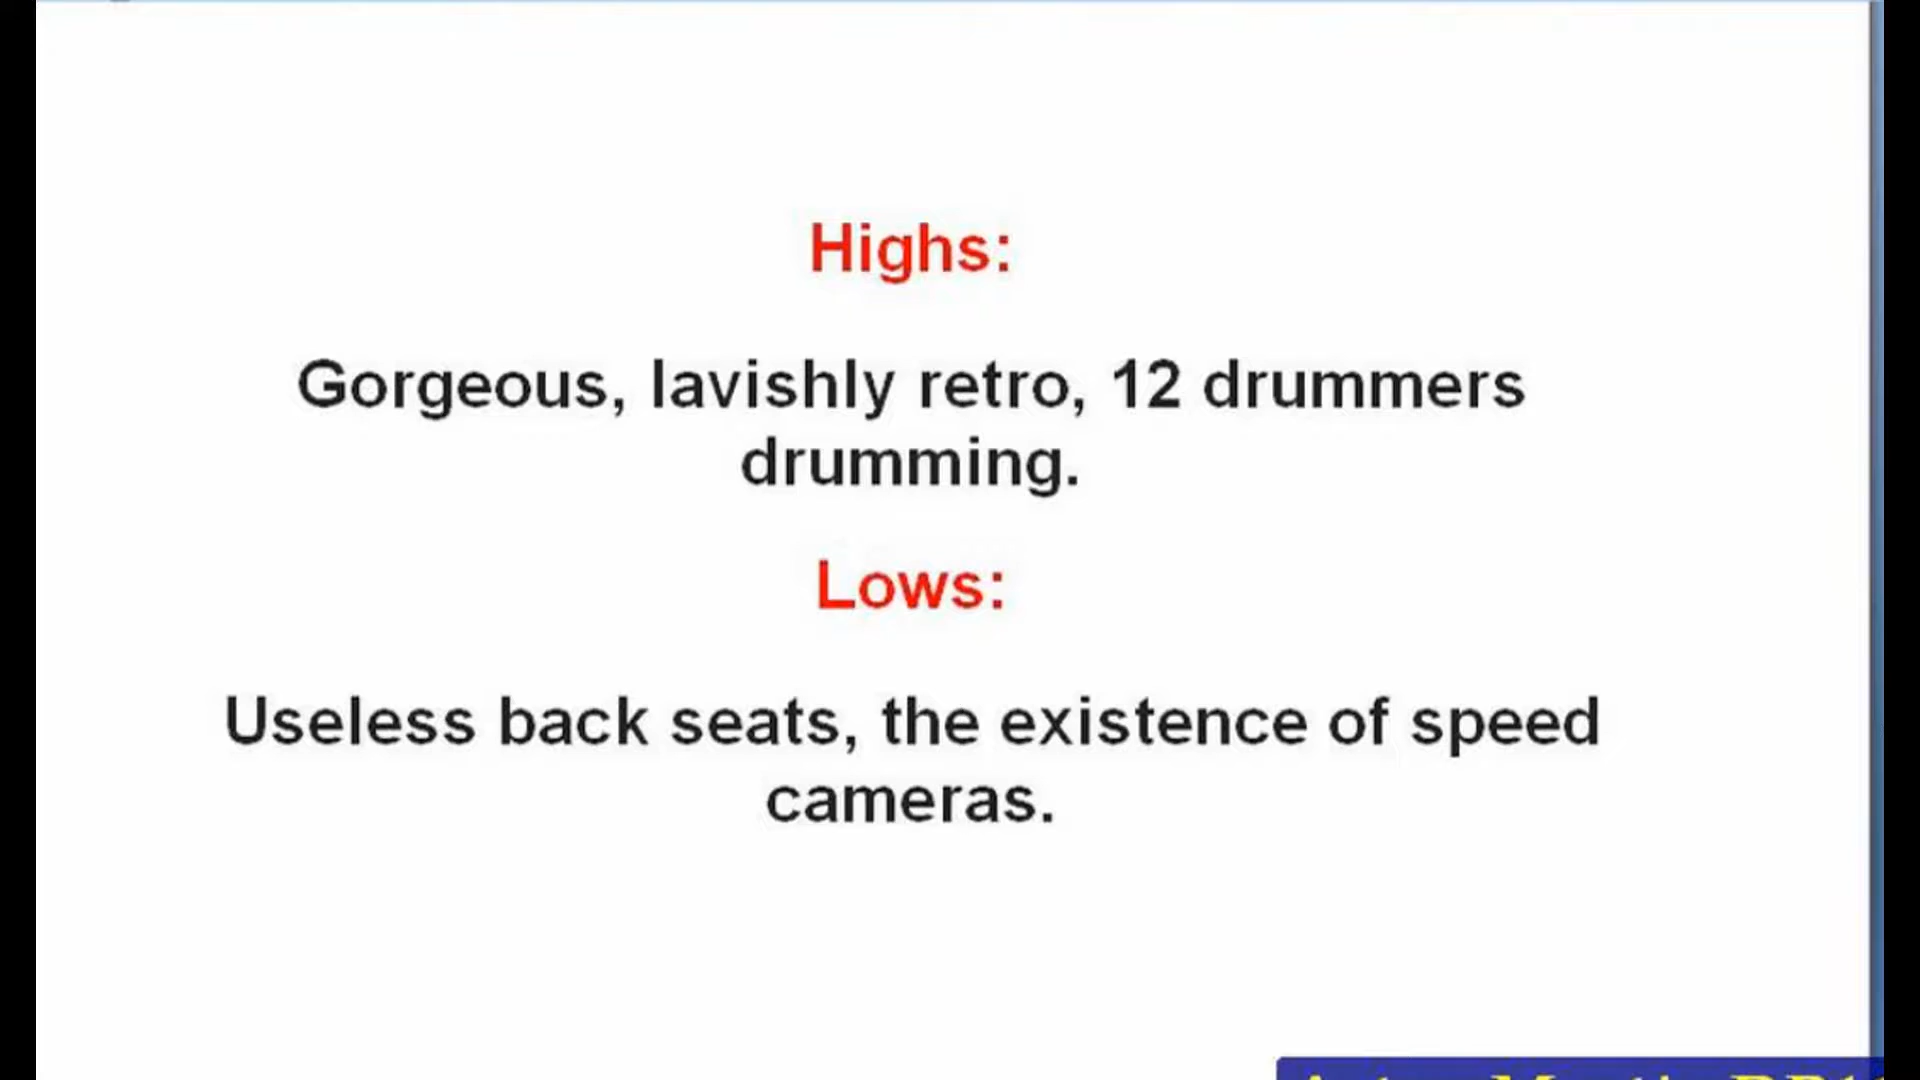 Highs:
Gorgeous, lavishly retro, 12 drummers
drumming.
Lows:
Useless back seats, the existence of speed
cameras.